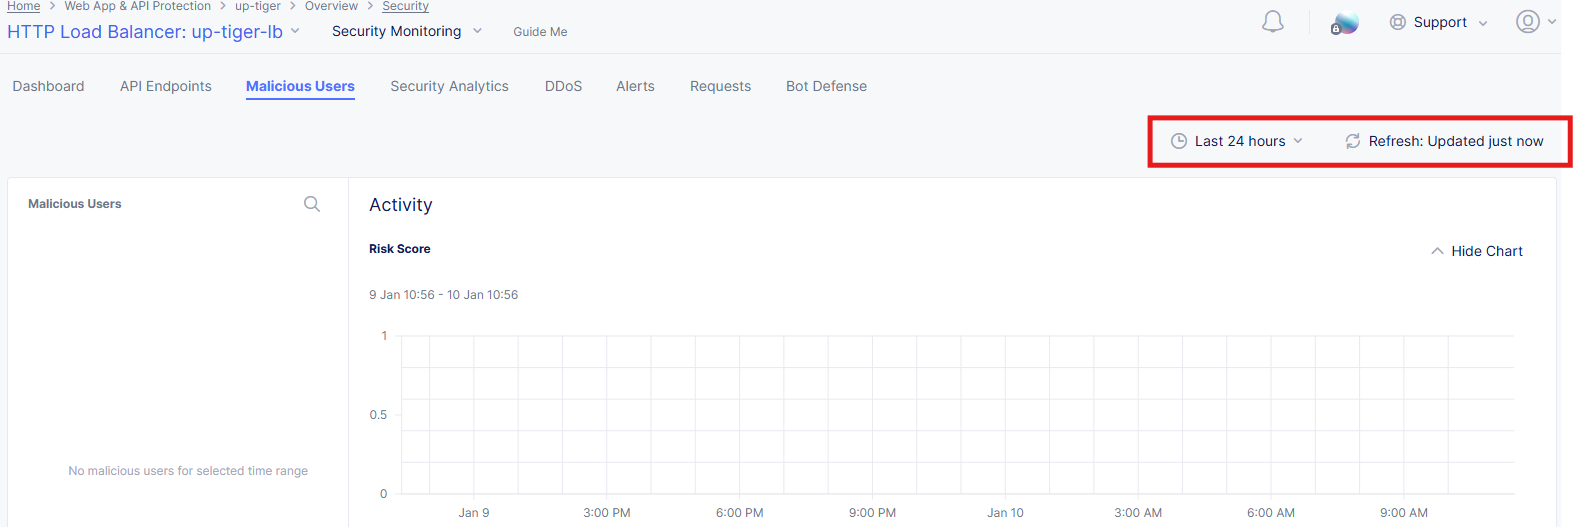 Home > Web App & API Protection > up-tiger > Overview > Security
HTTP Load Balancer: up-tiger-lb Security Monitoring Guide Me Support
Dashboard API Endpoints Malicious Users Security Analytics DDoS Alerts Requests Bot Defense
Last 24 hours Refresh: Updated just now
Malicious Users
No malicious users for selected time range
Activity
Risk Score
Hide Chart
9 Jan 10:56 - 10 Jan 10:56
1
0.5
0
Jan 9 3:00 PM 6:00 PM 9:00 PM Jan 10 3:00 AM 6:00 AM 9:00 AM